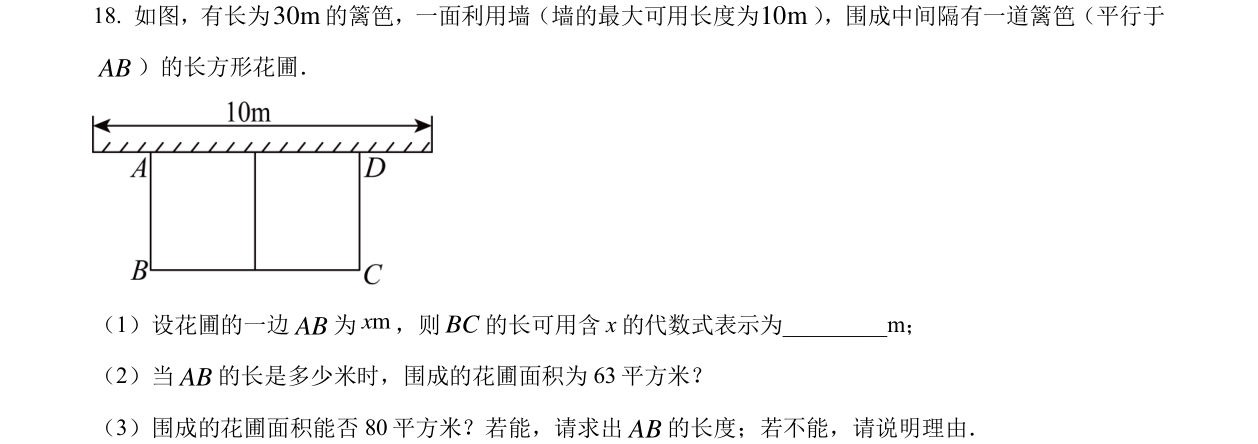 18. 如图，有长为30m的篱笆，一面利用墙（墙的最大可用长度为10m），围成中间隔有一道篱笆（平行于
AB）的长方形花圃．
10m
A D
B C
（1）设花圃的一边AB为xm，则BC的长可用含x的代数式表示为_________m；
（2）当AB的长是多少米时，围成的花圃面积为63平方米？
（3）围成的花圃面积能否80平方米？若能，请求出AB的长度；若不能，请说明理由．